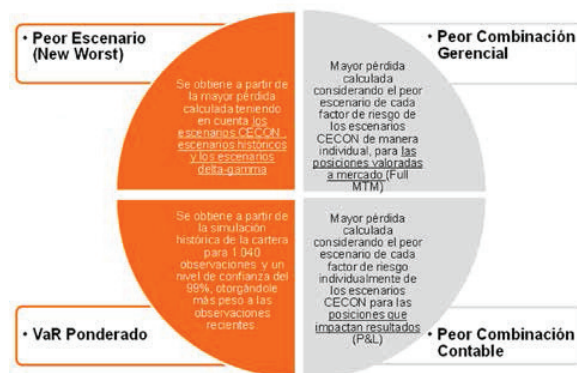 • Peor Escenario
(New Worst)
Se obtiene a partir de
la mayor pérdida
calculada teniendo
en cuenta los
escenarios CECON ,
escenarios históricos
y los escenarios
delta-gamma
• Peor Combinación
Gerencial
Mayor pérdida
calculada
considerando el peor
escenario de cada
factor de riesgo
de los escenarios
CECON de manera
individual, para las
posiciones valoradas
a mercado (Full
MTM)
Se obtiene a partir
de la simulación
histórica de la cartera
para 1.040
observaciones y un
nivel de confianza del
99%, otorgándole
más peso a las
observaciones
recientes.
• VaR Ponderado
Mayor pérdida
calculada
considerando el peor
escenario de cada
factor de riesgo
individualmente de
los escenarios
CECON para las
posiciones que
impactan resultados
(P&L)
• Peor Combinación
Contable